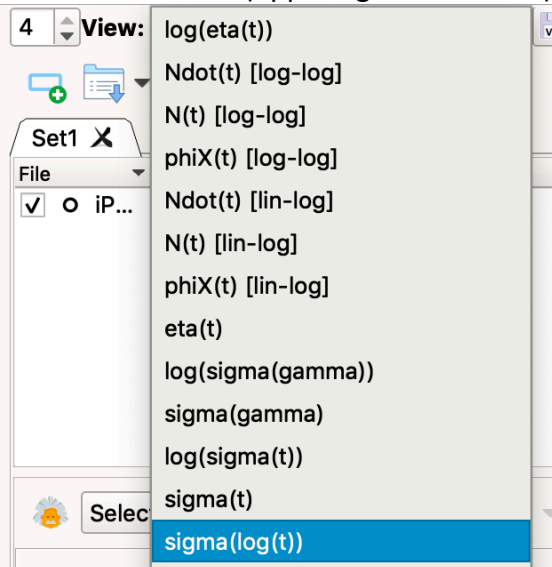 4 View:
log(eta(t))
Ndot(t) [log-log]
N(t) [log-log]
phiX(t) [log-log]
Ndot(t) [lin-log]
N(t) [lin-log]
phiX(t) [lin-log]
eta(t)
log(sigma(gamma))
sigma(gamma)
log(sigma(t))
sigma(t)
sigma(log(t))
Set1
File
iP...
Selec